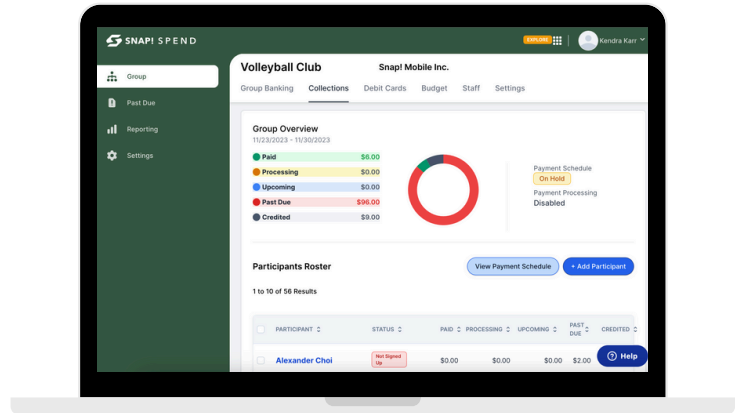 SNAP! SPEND
EXPLORE
Kendra Karr
Group
Past Due
Reporting
Settings
Volleyball Club
Snap! Mobile Inc.
Group Banking Collections Debit Cards Budget Staff Settings
Group Overview
11/23/2023 - 11/30/2023
Paid $6.00
Processing $0.00
Upcoming $0.00
Past Due $96.00
Credited $9.00
Payment Schedule
On Hold
Payment Processing
Disabled
Participants Roster
View Payment Schedule
+ Add Participant
1 to 10 of 56 Results
PARTICIPANT STATUS PAID PROCESSING UPCOMING PAST DUE CREDITED
Alexander Choi Not Signed Up $0.00 $0.00 $0.00 $2.00
Help